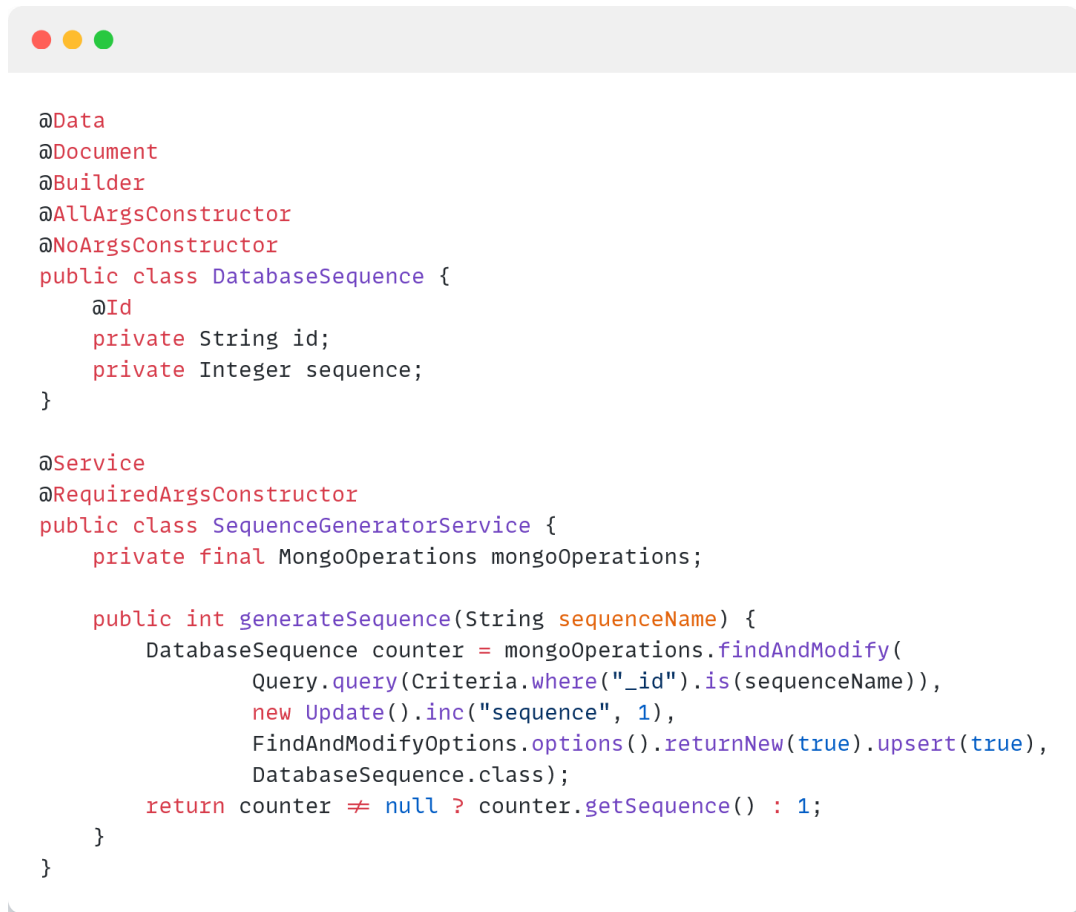 @Data
@Document
@Builder
@AllArgsConstructor
@NoArgsConstructor
public class DatabaseSequence {
    @Id
    private String id;
    private Integer sequence;
}

@Service
@RequiredArgsConstructor
public class SequenceGeneratorService {
    private final MongoOperations mongoOperations;

    public int generateSequence(String sequenceName) {
        DatabaseSequence counter = mongoOperations.findAndModify(
                Query.query(Criteria.where("_id").is(sequenceName)),
                new Update().inc("sequence", 1),
                FindAndModifyOptions.options().returnNew(true).upsert(true),
                DatabaseSequence.class);
        return counter != null ? counter.getSequence() : 1;
    }
}